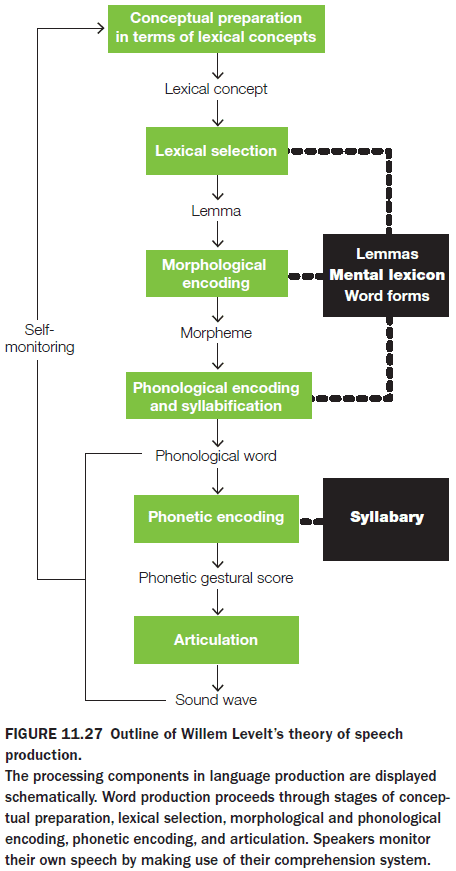 Conceptual preparation
in terms of lexical concepts
Lexical concept
Lexical selection
Lemma
Morphological
encoding
Lemmas
Mental lexicon
Word forms
Self-
monitoring
Morpheme
Phonological encoding
and syllabification
Phonological word
Phonetic encoding
Syllabary
Phonetic gestural score
Articulation
Sound wave
FIGURE 11.27 Outline of Willem Levelt's theory of speech
production.
The processing components in language production are displayed
schematically. Word production proceeds through stages of concep-
tual preparation, lexical selection, morphological and phonological
encoding, phonetic encoding, and articulation. Speakers monitor
their own speech by making use of their comprehension system.